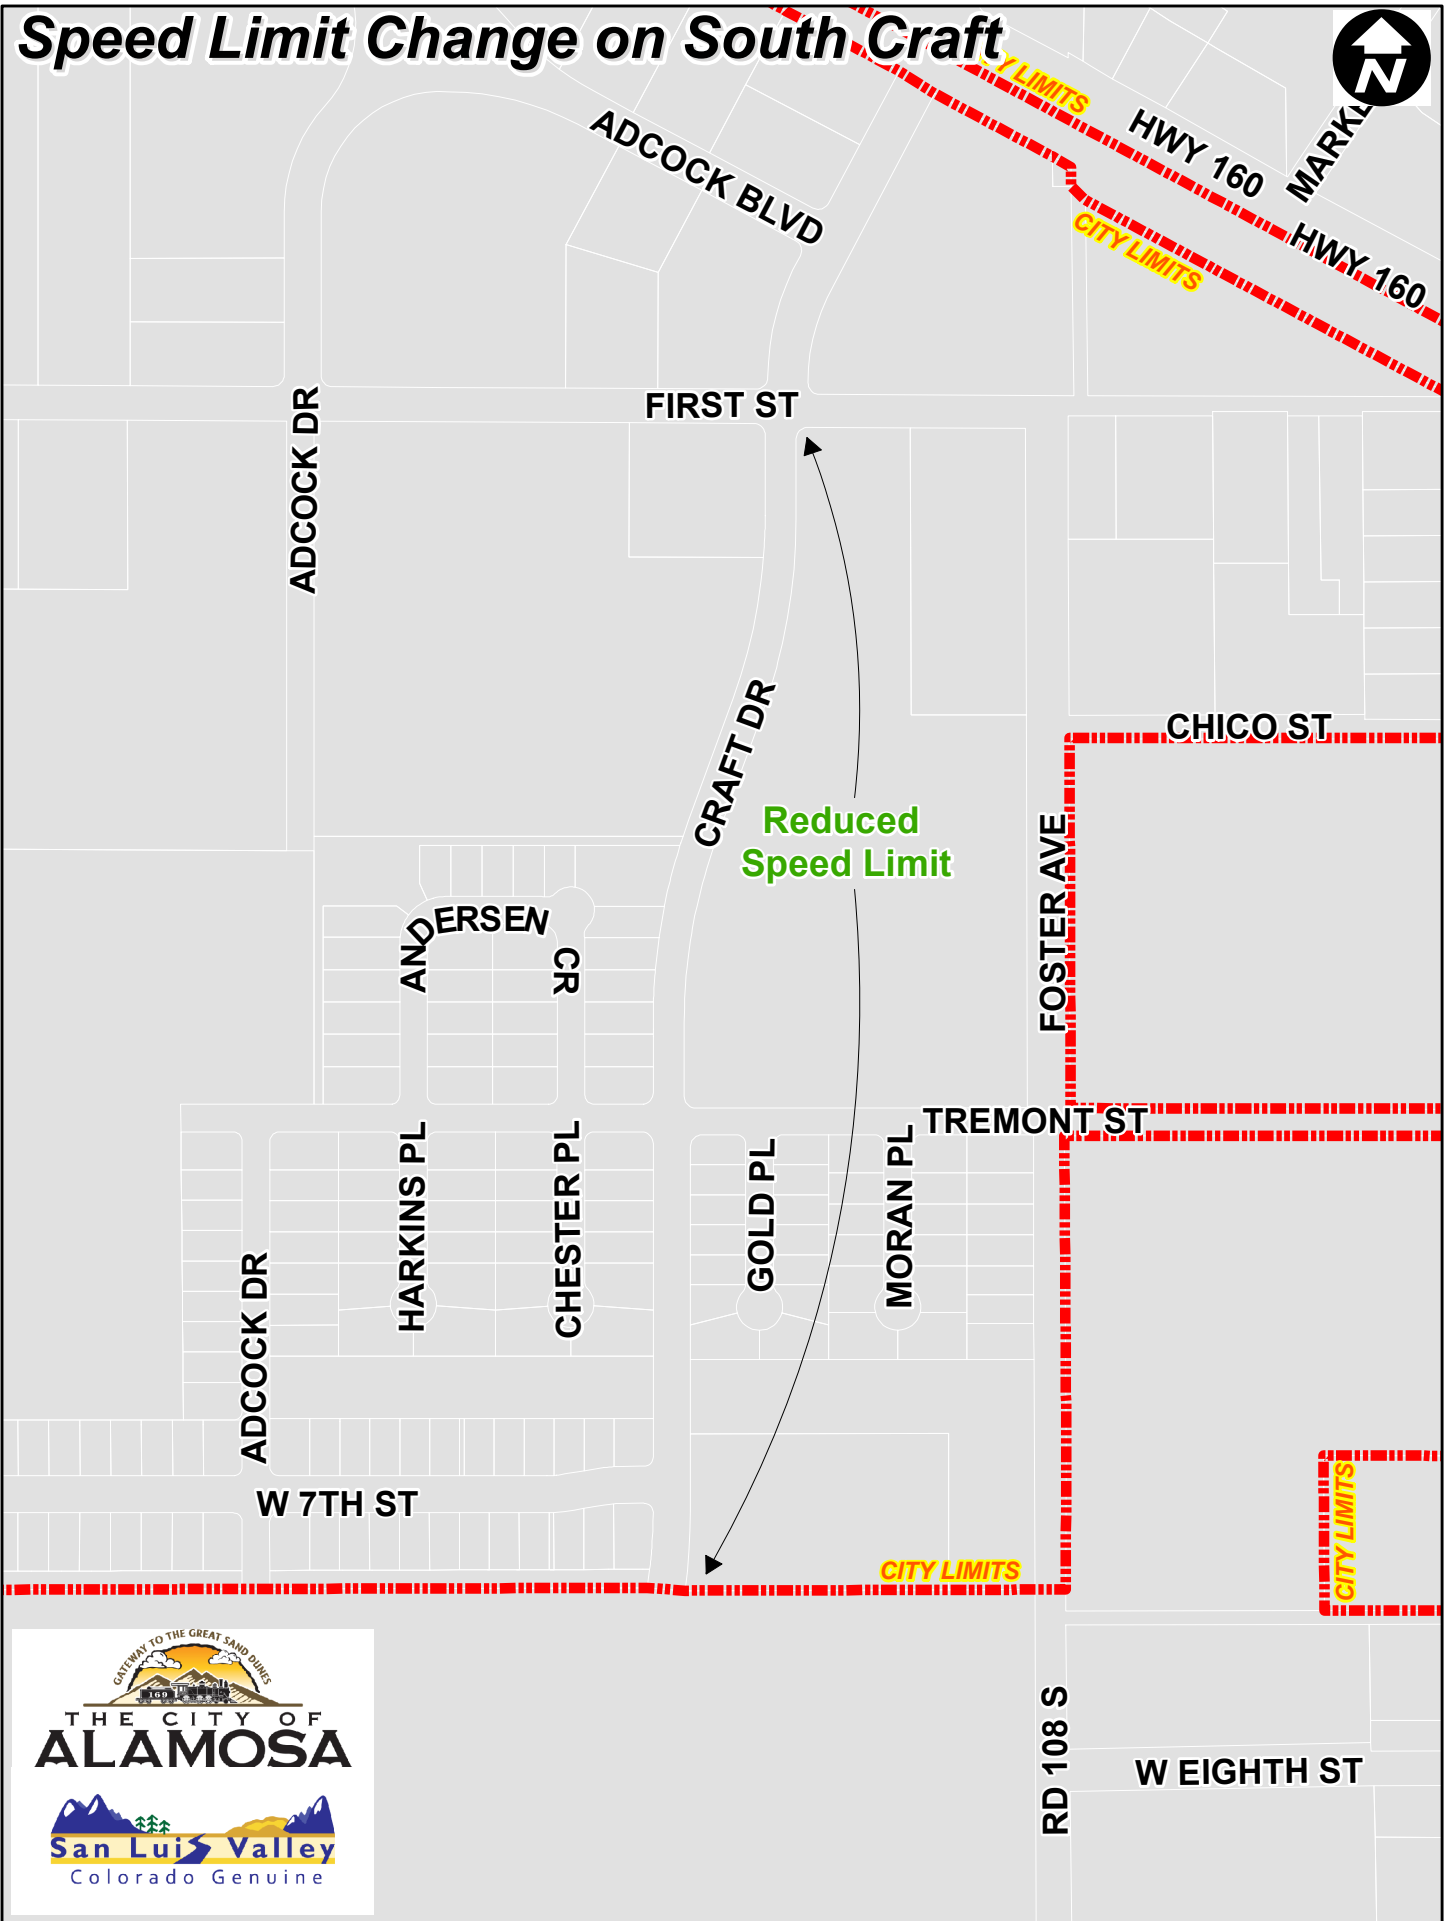 Speed Limit Change on South Craft
N
CITY LIMITS
HWY 160
ADCOCK BLVD
CITY LIMITS
HWY 160
FIRST ST
ADCOCK DR
CRAFT DR
CHICO ST
Reduced
Speed Limit
FOSTER AVE
ANDERSEN CR
TREMONT ST
HARKINS PL
CHESTER PL
GOLD PL
MORAN PL
ADCOCK DR
W 7TH ST
CITY LIMITS
CITY LIMITS
GATEWAY TO THE GREAT SAND DUNES
169
THE CITY OF
ALAMOSA
RD 108 S
W EIGHTH ST
San Luis Valley
Colorado Genuine